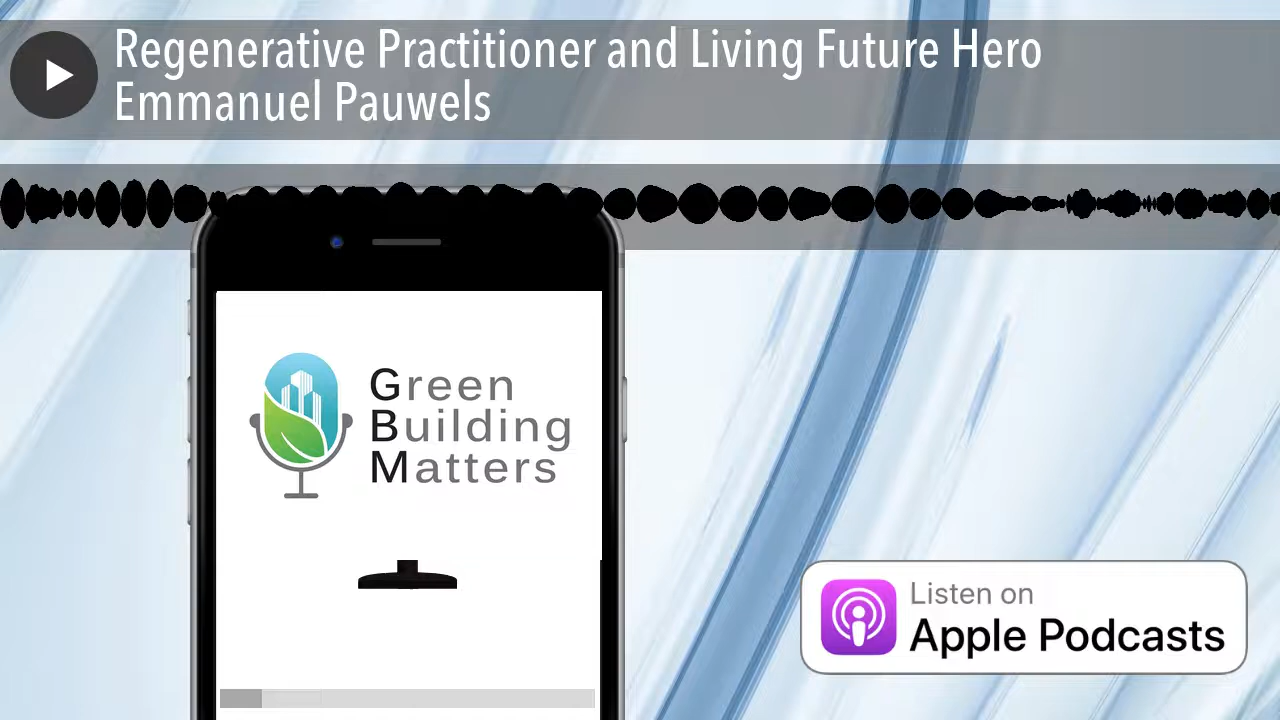 Regenerative Practitioner and Living Future Hero
Emmanuel Pauwels
Green
Building
Matters
Listen on
Apple Podcasts